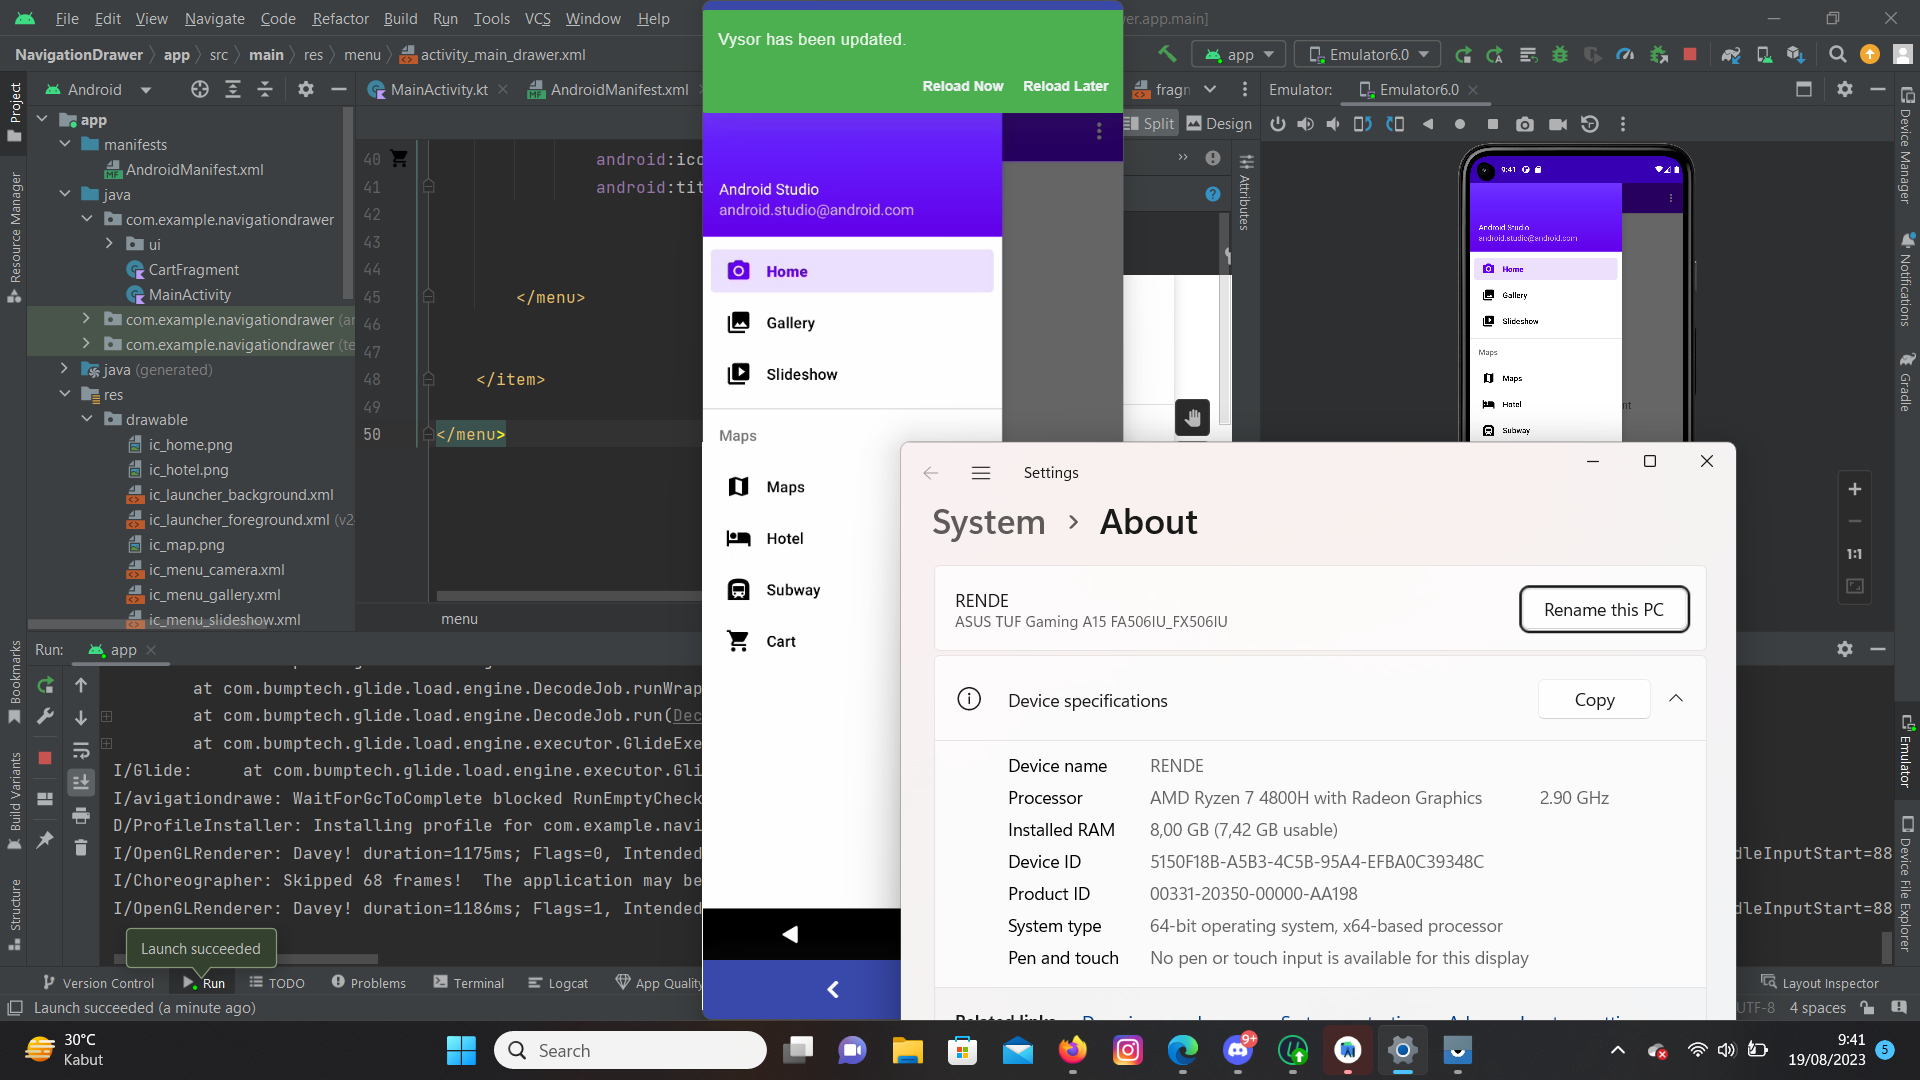 File Edit View Navigate Code Refactor Build Run Tools VCS Window Help
er.app.main]
NavigationDrawer app src main res menu activity_main_drawer.xml
app
Emulator6.0
Android
MainActivity.kt
AndroidManifest.xml
fragn
Emulator:
Emulator6.0
Split
Design
Project
Resource Manager
Bookmarks
Build Variants
Structure
app
manifests
AndroidManifest.xml
java
com.example.navigationdrawer
ui
CartFragment
MainActivity
com.example.navigationdrawer (ar
com.example.navigationdrawer (te
java (generated)
res
drawable
ic_home.png
ic_hotel.png
ic_launcher_background.xml
ic_launcher_foreground.xml (v2
ic_map.png
ic_menu_camera.xml
ic_menu_gallery.xml
ic_menu_slideshow.xml
40 android:ico
41 android:tit
42
43
44
45 </menu>
46
47
48 </item>
49
50 </menu>
menu
Vysor has been updated.
Reload Now Reload Later
Android Studio
android.studio@android.com
Home
Gallery
Slideshow
Maps
Maps
Hotel
Subway
Cart
Attributes
9:41
Android Studio
android.studio@android.com
Home
Gallery
Slideshow
Maps
Maps
Hotel
Subway
nt
1:1
Device Manager
Notifications
Gradle
Emulator
Device File Explorer
Settings
System > About
RENDE
ASUS TUF Gaming A15 FA506IU_FX506IU
Rename this PC
Device specifications
Copy
Device name RENDE
Processor AMD Ryzen 7 4800H with Radeon Graphics 2.90 GHz
Installed RAM 8,00 GB (7,42 GB usable)
Device ID 5150F18B-A5B3-4C5B-95A4-EFBA0C39348C
Product ID 00331-20350-00000-AA198
System type 64-bit operating system, x64-based processor
Pen and touch No pen or touch input is available for this display
Run: app
at com.bumptech.glide.load.engine.DecodeJob.runWrap
at com.bumptech.glide.load.engine.DecodeJob.run(Dec
at com.bumptech.glide.load.engine.executor.GlideExe
I/Glide: at com.bumptech.glide.load.engine.executor.Gli
I/avigationdrawe: WaitForGcToComplete blocked RunEmptyCheck
D/ProfileInstaller: Installing profile for com.example.navi
I/OpenGLRenderer: Davey! duration=1175ms; Flags=0, Intended
dleInputStart=88
I/Choreographer: Skipped 68 frames! The application may be
I/OpenGLRenderer: Davey! duration=1186ms; Flags=1, Intended
dleInputStart=88
Launch succeeded
Version Control Run TODO Problems Terminal Logcat App Quality
Layout Inspector
Launch succeeded (a minute ago)
UTF-8 4 spaces
30°C
Kabut
Search
9+
9:41
19/08/2023
5